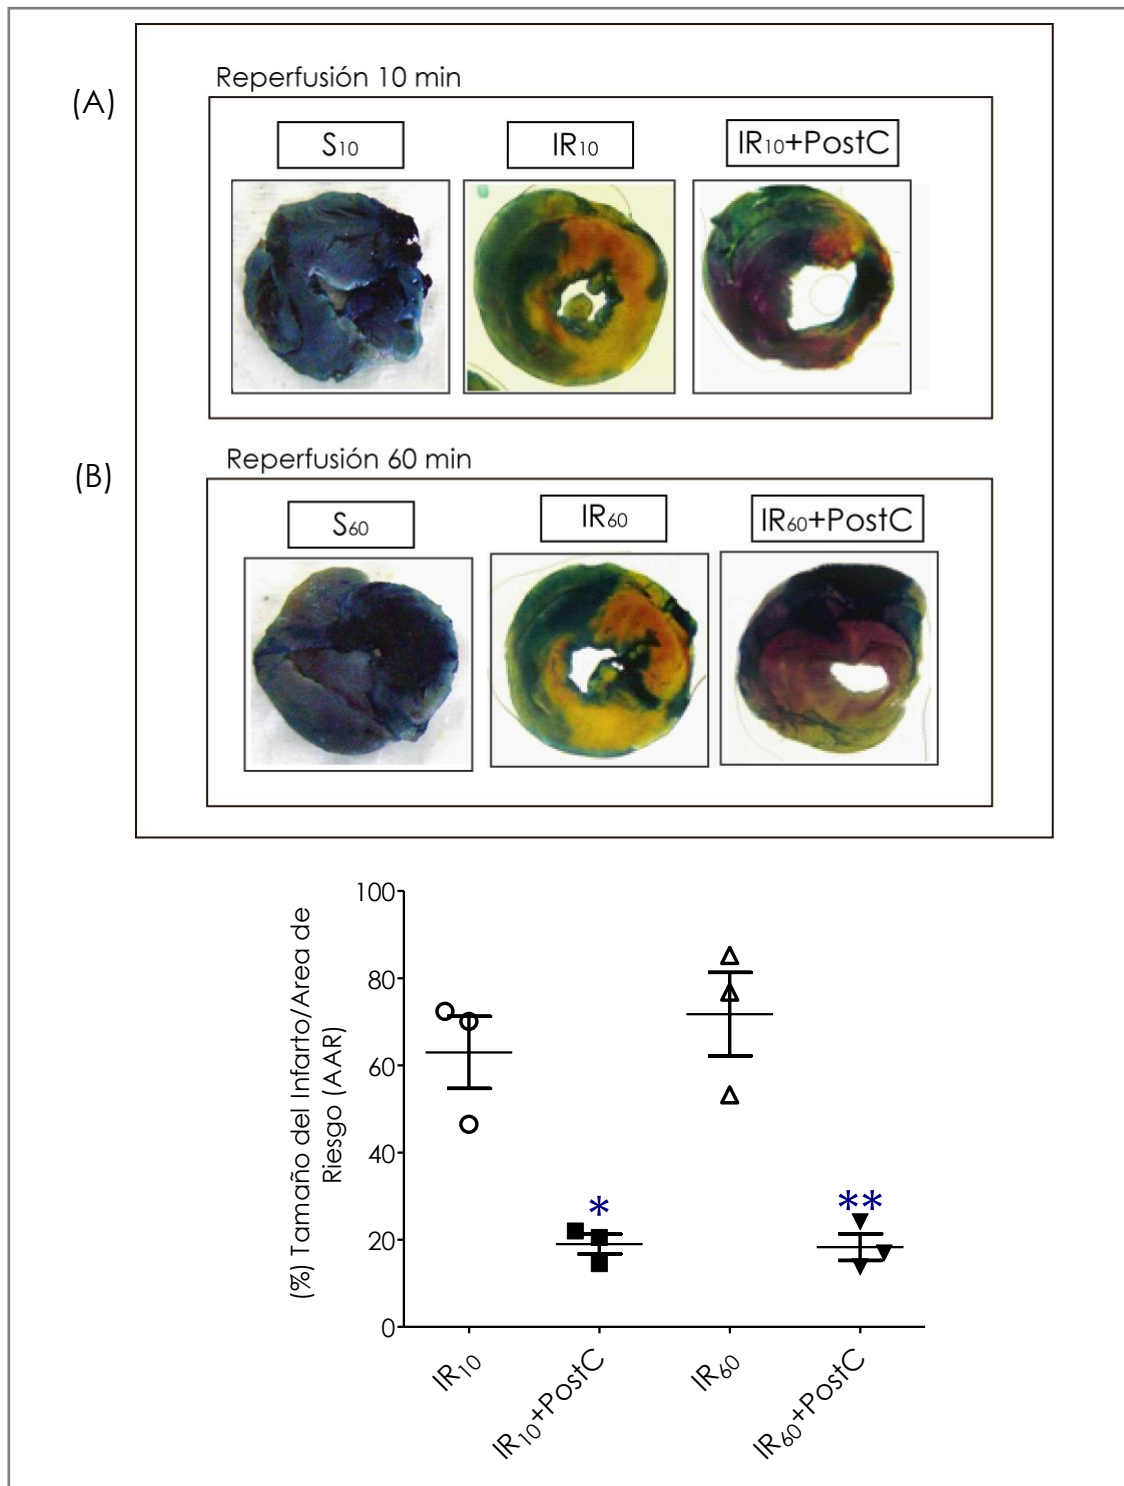 (A)
Reperfusión 10 min
S10
IR10
IR10+PostC
(B)
Reperfusión 60 min
S60
IR60
IR60+PostC
(%) Tamaño del Infarto/Area de
Riesgo (AAR)
100
80
60
40
20
0
*
**
IR10
IR10+PostC
IR60
IR60+PostC